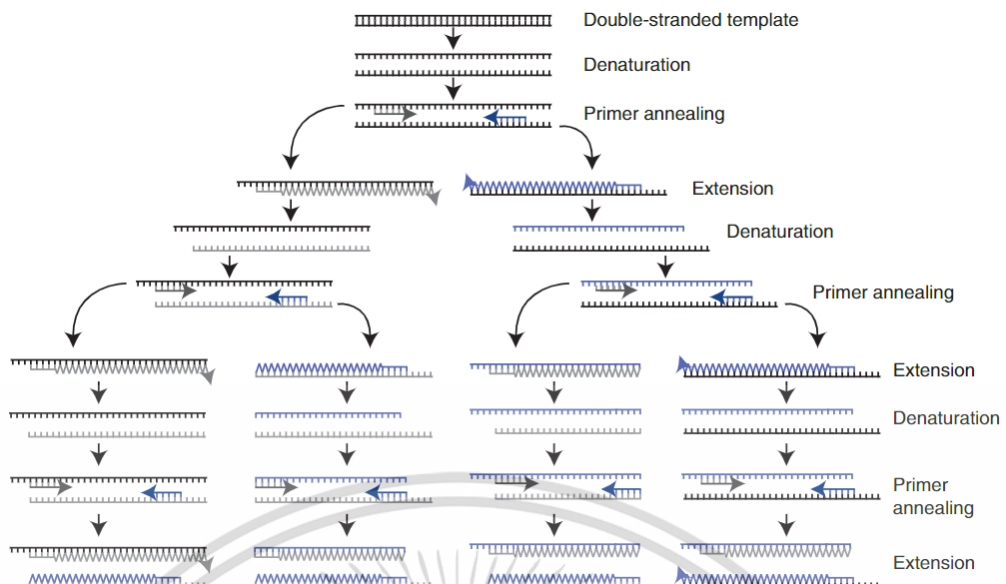 Double-stranded template
Denaturation
Primer annealing
Extension
Denaturation
Primer annealing
Extension
Denaturation
Primer
annealing
Extension